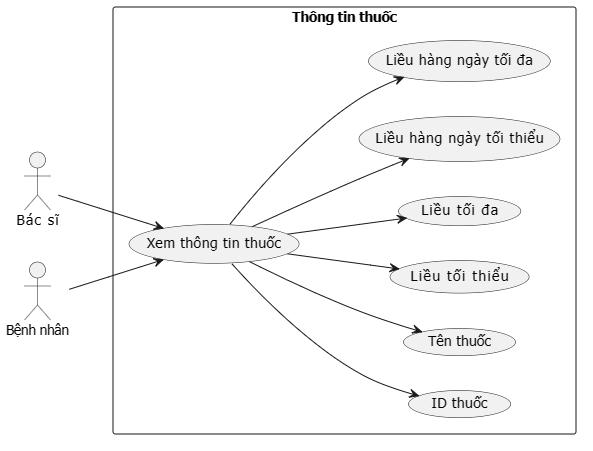 Thông tin thuốc
Liều hàng ngày tối đa
Liều hàng ngày tối thiểu
Bác sĩ
Liều tối đa
Xem thông tin thuốc
Liều tối thiểu
Bệnh nhân
Tên thuốc
ID thuốc